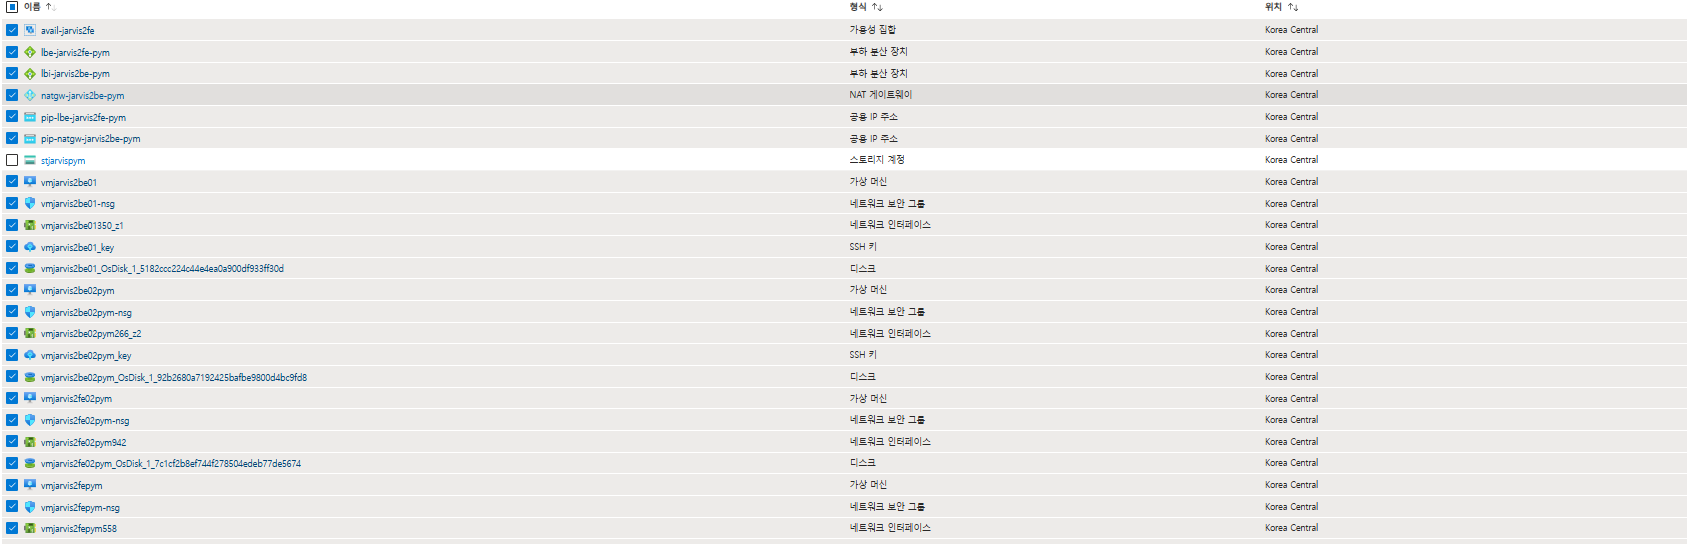 이름 형식 위치
avail-jarvis2fe 가용성 집합 Korea Central
lbe-jarvis2fe-pym 부하 분산 장치 Korea Central
lbi-jarvis2be-pym 부하 분산 장치 Korea Central
natgw-jarvis2be-pym NAT 게이트웨이 Korea Central
pip-lbe-jarvis2fe-pym 공용 IP 주소 Korea Central
pip-natgw-jarvis2be-pym 공용 IP 주소 Korea Central
stjarvispym 스토리지 계정 Korea Central
vmjarvis2be01 가상 머신 Korea Central
vmjarvis2be01-nsg 네트워크 보안 그룹 Korea Central
vmjarvis2be01350_z1 네트워크 인터페이스 Korea Central
vmjarvis2be01_key SSH 키 Korea Central
vmjarvis2be01_OsDisk_1_5182ccc224c44e4ea0a900df933ff30d 디스크 Korea Central
vmjarvis2be02pym 가상 머신 Korea Central
vmjarvis2be02pym-nsg 네트워크 보안 그룹 Korea Central
vmjarvis2be02pym266_z2 네트워크 인터페이스 Korea Central
vmjarvis2be02pym_key SSH 키 Korea Central
vmjarvis2be02pym_OsDisk_1_92b2680a7192425bafbe9800d4bc9fd8 디스크 Korea Central
vmjarvis2fe02pym 가상 머신 Korea Central
vmjarvis2fe02pym-nsg 네트워크 보안 그룹 Korea Central
vmjarvis2fe02pym942 네트워크 인터페이스 Korea Central
vmjarvis2fe02pym_OsDisk_1_7c1cf2b8ef744f278504edeb77de5674 디스크 Korea Central
vmjarvis2fepym 가상 머신 Korea Central
vmjarvis2fepym-nsg 네트워크 보안 그룹 Korea Central
vmjarvis2fepym558 네트워크 인터페이스 Korea Central